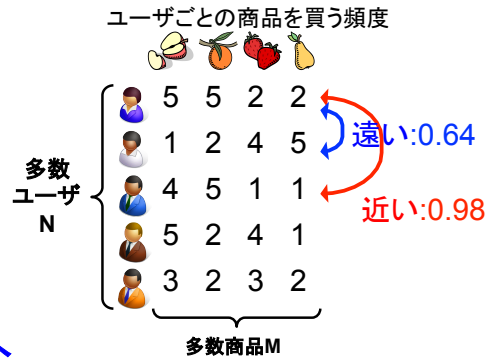 ユーザごとの商品を買う頻度
5 5 2 2
1 2 4 5
遠い:0.64
4 5 1 1
近い:0.98
5 2 4 1
3 2 3 2
多数
ユーザ
N
多数商品M